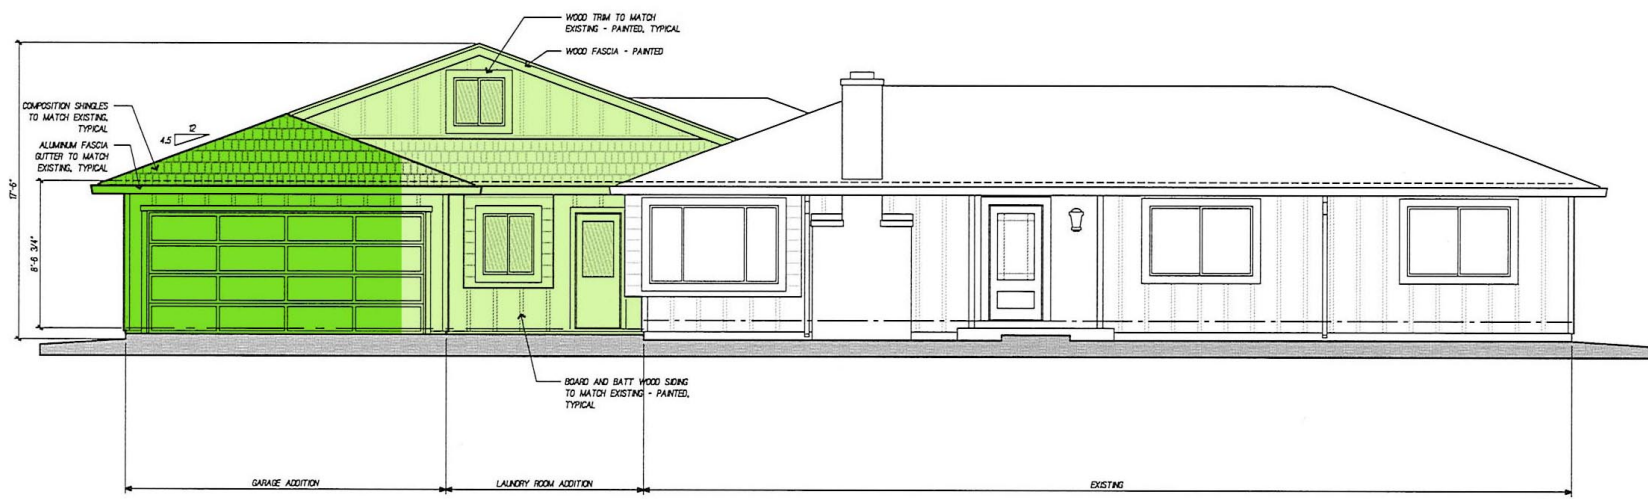 WOOD TRIM TO MATCH
EXISTING - PAINTED, TYPICAL
WOOD FASCIA - PAINTED
COMPOSITION SHINGLES
TO MATCH EXISTING,
TYPICAL
12
4.5
ALUMINUM FASCIA
GUTTER TO MATCH
EXISTING, TYPICAL
17'-6"
8'-6 3/4"
BOARD AND BATT WOOD SIDING
TO MATCH EXISTING - PAINTED,
TYPICAL
GARAGE ADDITION
LAUNDRY ROOM ADDITION
EXISTING